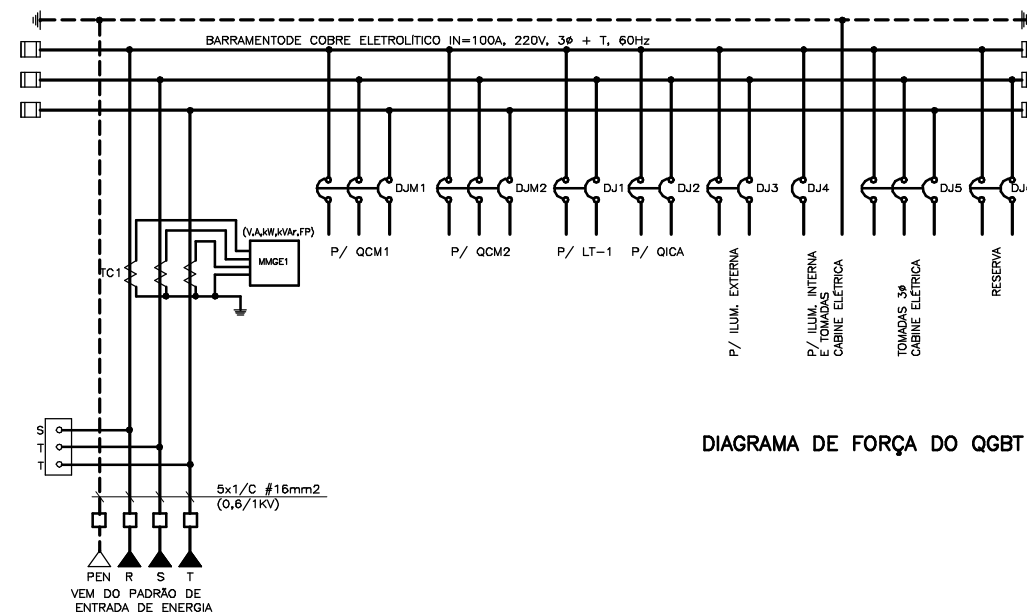 BARRAMENTODE COBRE ELETROLÍTICO IN=100A, 220V, 3ø + T, 60Hz
DJM1
DJM2
DJ1
DJ2
DJ3
DJ4
DJ5
P/ QCM1
P/ QCM2
P/ LT-1
P/ QICA
P/ ILUM. EXTERNA
P/ ILUM. INTERNA
E TOMADAS
CABINE ELÉTRICA
TOMADAS 3ø
CABINE ELÉTRICA
RESERVA
(V,A,kW,kVAr,FP)
MMGE1
TC1
S
T
T
DIAGRAMA DE FORÇA DO QGBT
5x1/C #16mm2
(0,6/1KV)
PEN R S T
VEM DO PADRÃO DE
ENTRADA DE ENERGIA